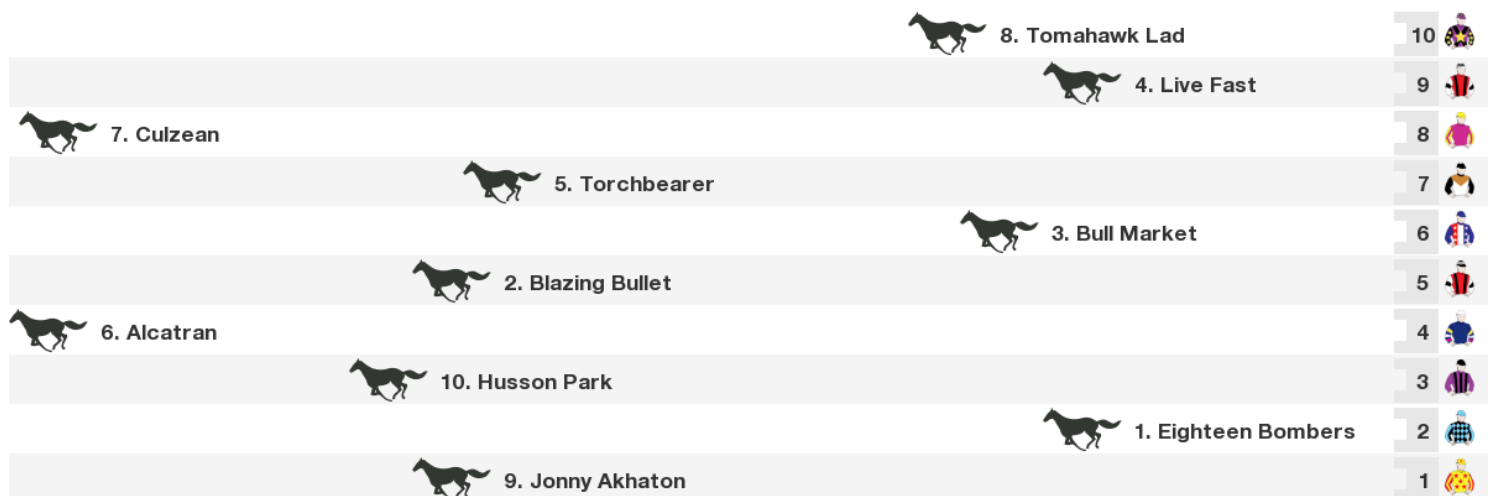 8. Tomahawk Lad 10
4. Live Fast 9
7. Culzean 8
5. Torchbearer 7
3. Bull Market 6
2. Blazing Bullet 5
6. Alcatran 4
10. Husson Park 3
1. Eighteen Bombers 2
9. Jonny Akhaton 1